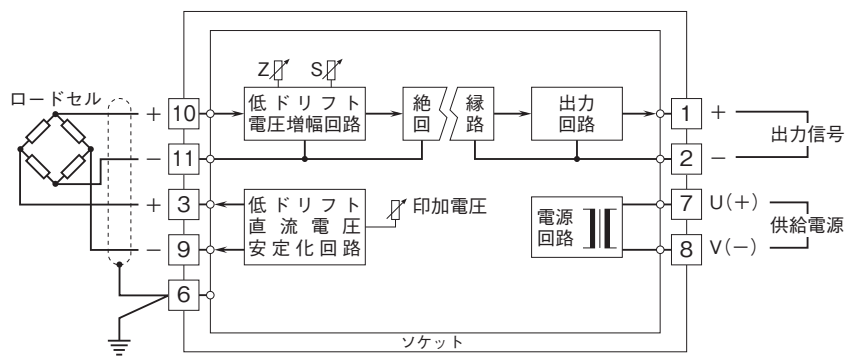 Z S
ロードセル
+ 10
低ドリフト
電圧増幅回路
絶 縁
回 路
出力
回路
1 +
出力信号
− 11
2 −
+ 3
低ドリフト
直流電圧
安定化回路
印加電圧
電源
回路
7 U(+)
供給電源
− 9
8 V(−)
6
ソケット